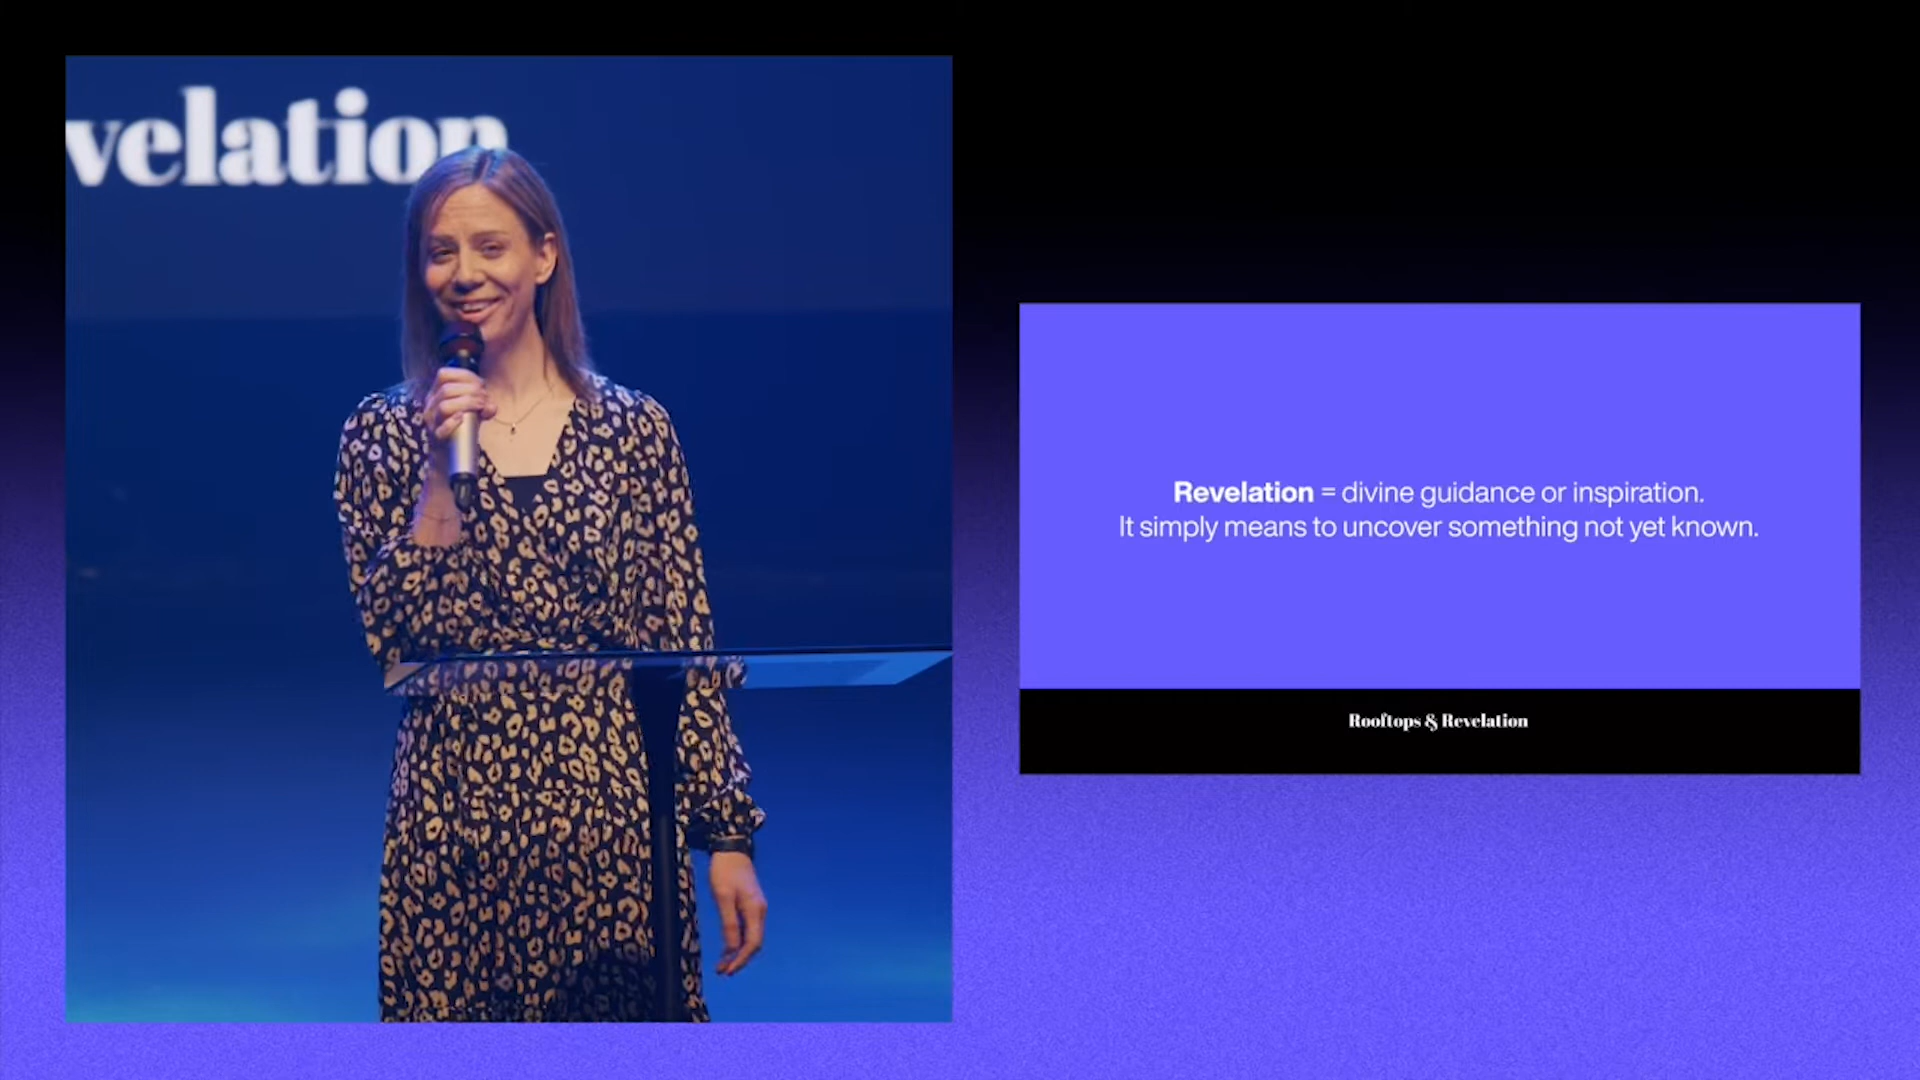 velation
Revelation = divine guidance or inspiration.
It simply means to uncover something not yet known.
Rooftops & Revelation